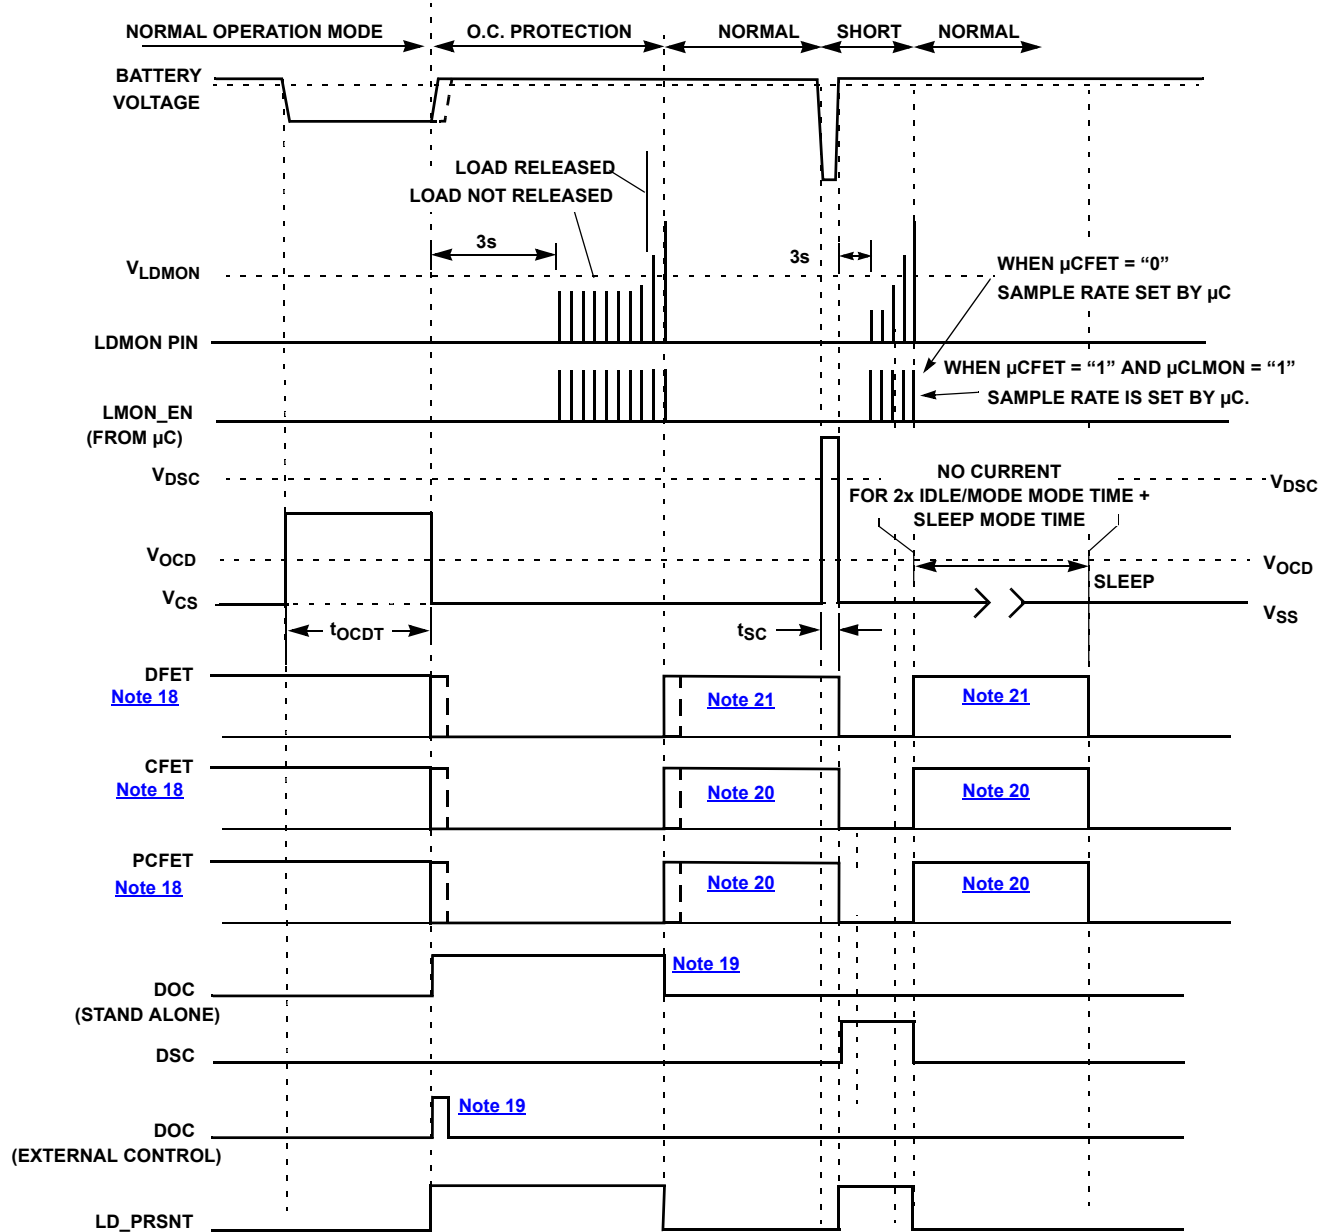 NORMAL OPERATION MODE
O.C. PROTECTION
NORMAL
SHORT
NORMAL
BATTERY
VOLTAGE
LOAD RELEASED
LOAD NOT RELEASED
3s
3s
VLDMON
WHEN µCFET = “0”
SAMPLE RATE SET BY µC
LDMON PIN
WHEN µCFET = “1” AND µCLMON = “1”
SAMPLE RATE IS SET BY µC.
LMON_EN
(FROM µC)
VDSC
NO CURRENT
FOR 2x IDLE/MODE MODE TIME +
SLEEP MODE TIME
VDSC
VOCD
VOCD
SLEEP
VCS
VSS
tOCDT
tSC
DFET
Note 18
Note 21
Note 21
CFET
Note 18
Note 20
Note 20
PCFET
Note 18
Note 20
Note 20
Note 19
DOC
(STAND ALONE)
DSC
Note 19
DOC
(EXTERNAL CONTROL)
LD_PRSNT